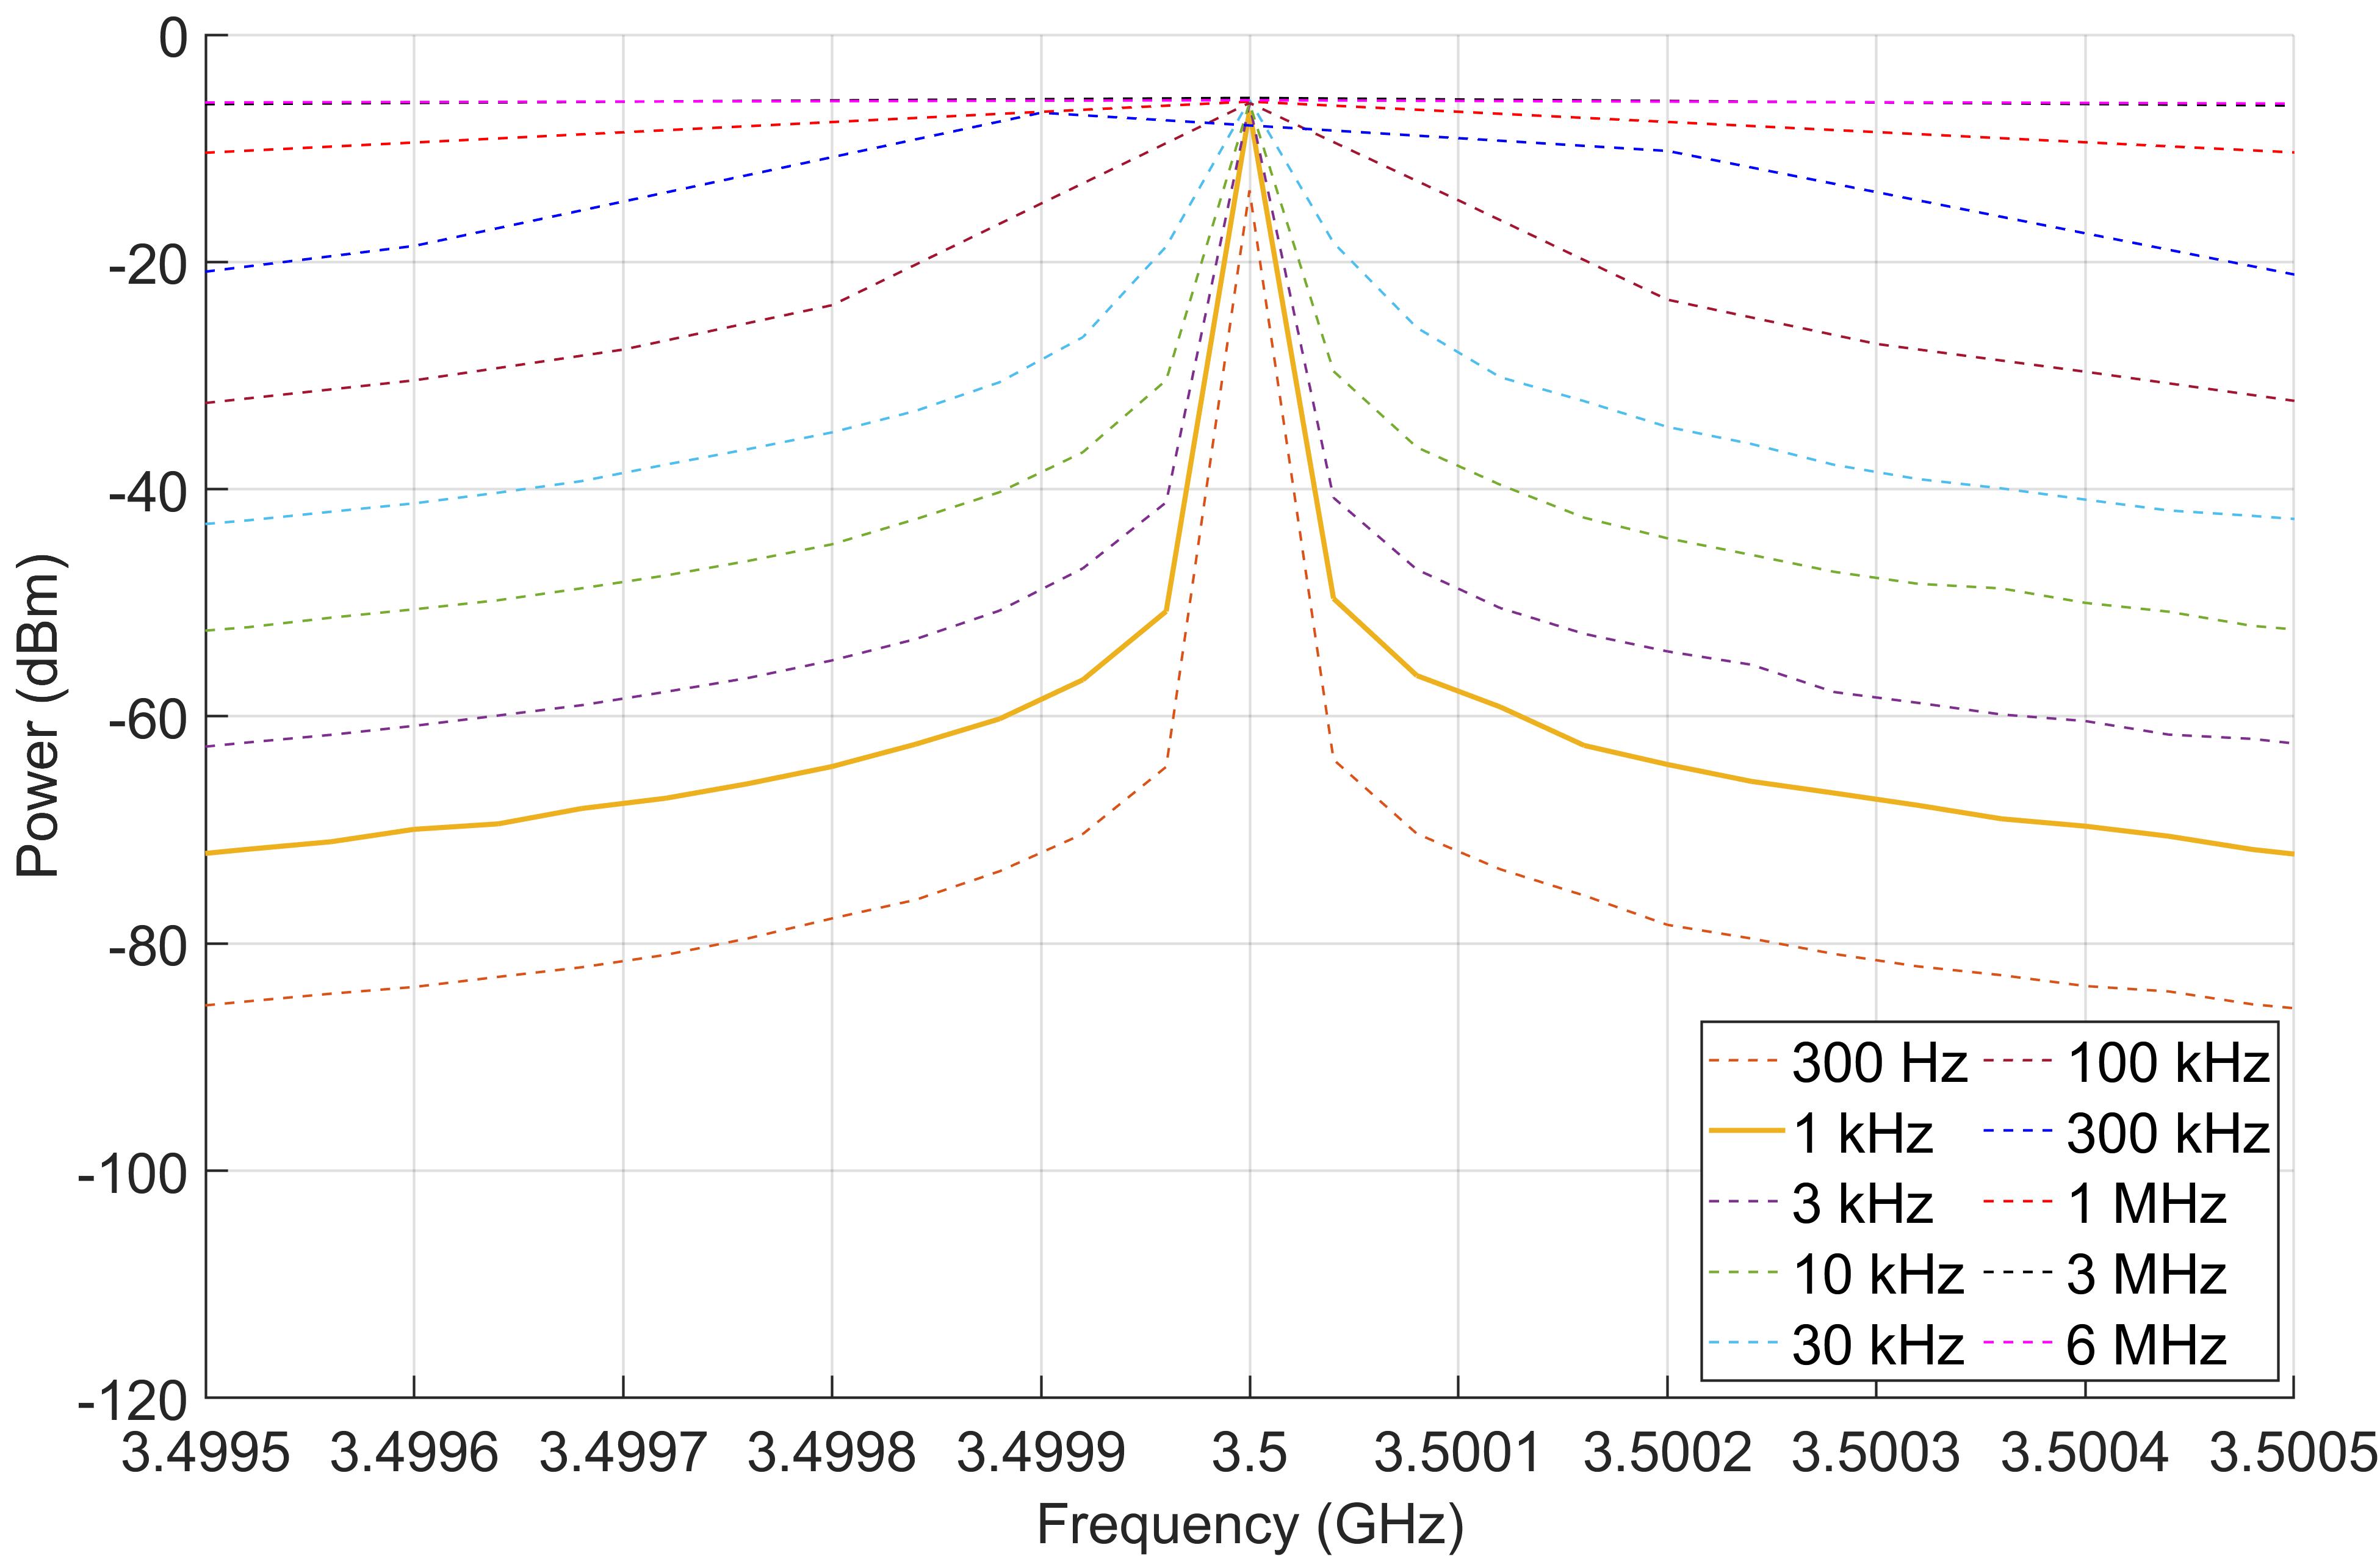 0
-20
-40
-60
-80
-100
-120
Power (dBm)
300 Hz 100 kHz
1 kHz 300 kHz
3 kHz 1 MHz
10 kHz 3 MHz
30 kHz 6 MHz
3.4995 3.4996 3.4997 3.4998 3.4999 3.5 3.5001 3.5002 3.5003 3.5004 3.5005
Frequency (GHz)